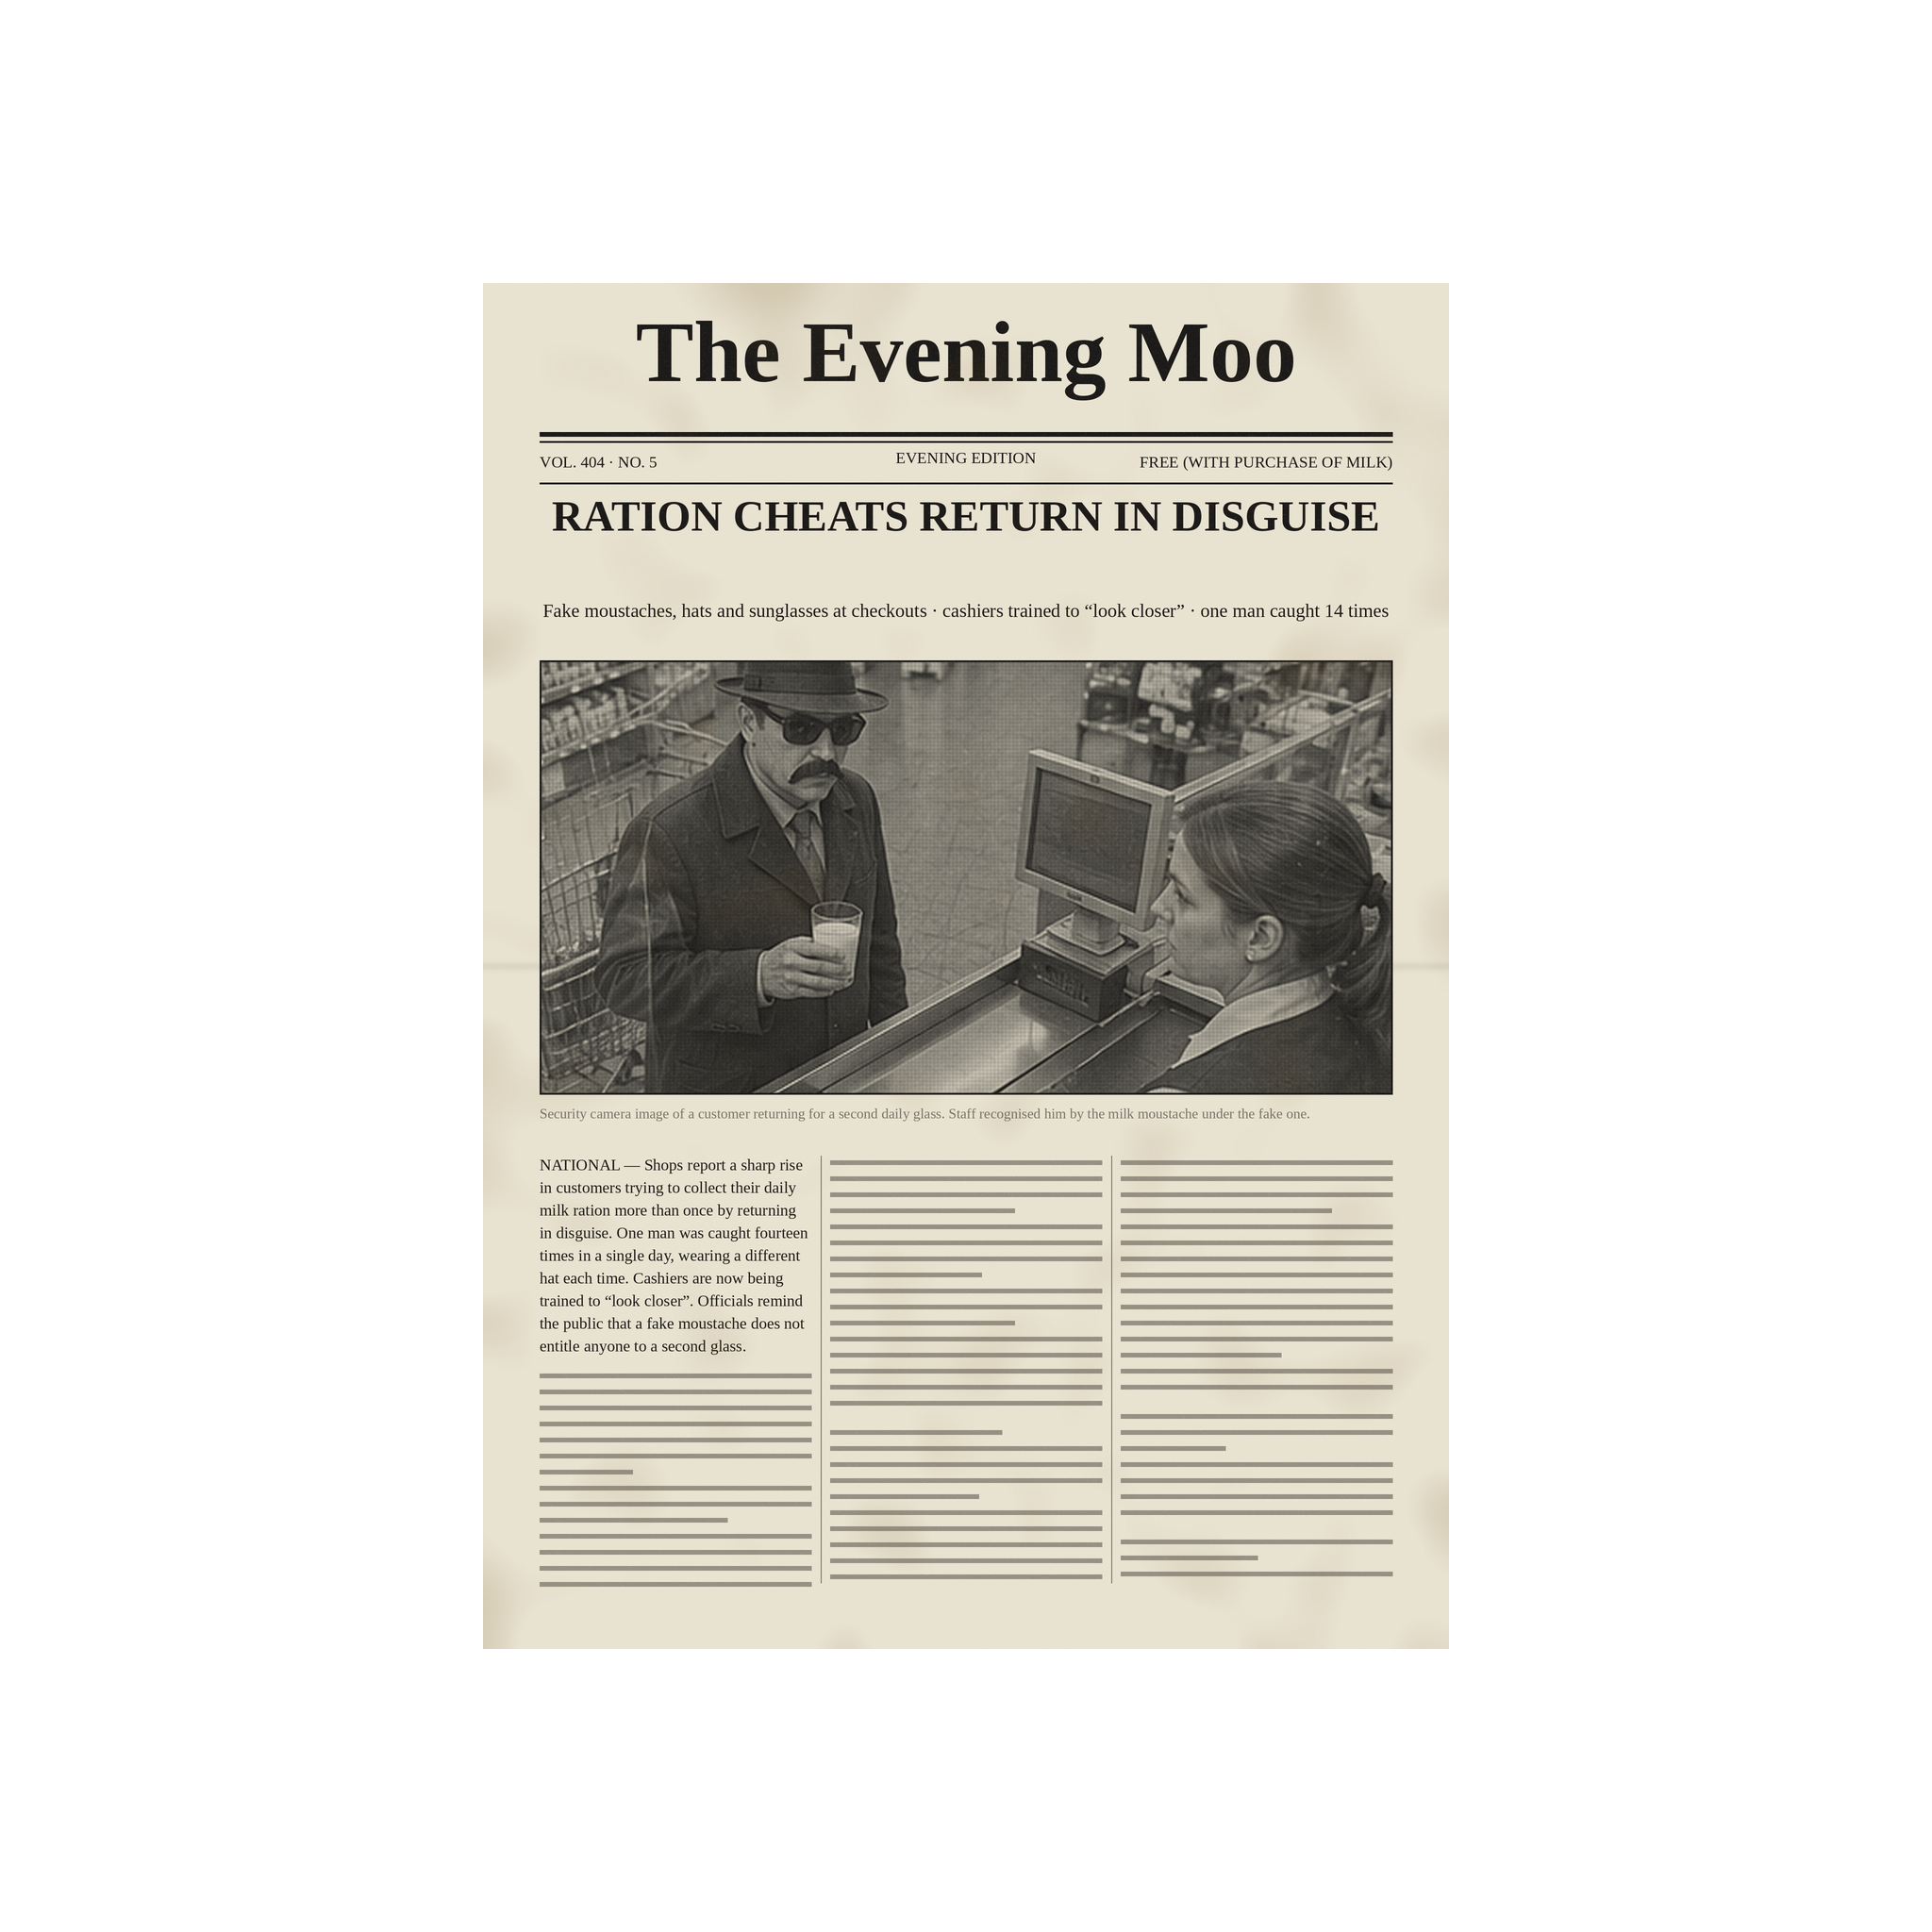 The Evening Moo
VOL. 404 · NO. 5
EVENING EDITION
FREE (WITH PURCHASE OF MILK)
RATION CHEATS RETURN IN DISGUISE
Fake moustaches, hats and sunglasses at checkouts · cashiers trained to “look closer” · one man caught 14 times
Security camera image of a customer returning for a second daily glass. Staff recognised him by the milk moustache under the fake one.
NATIONAL — Shops report a sharp rise
in customers trying to collect their daily
milk ration more than once by returning
in disguise. One man was caught fourteen
times in a single day, wearing a different
hat each time. Cashiers are now being
trained to “look closer”. Officials remind
the public that a fake moustache does not
entitle anyone to a second glass.